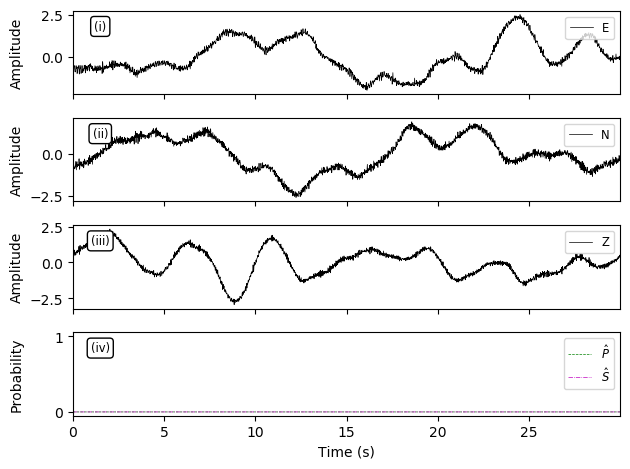 2.5
0.0
Amplitude
(i)
E
0.0
−2.5
Amplitude
(ii)
N
2.5
0.0
−2.5
Amplitude
(iii)
Z
1
0
Probability
(iv)
P̂
Ŝ
0 5 10 15 20 25
Time (s)